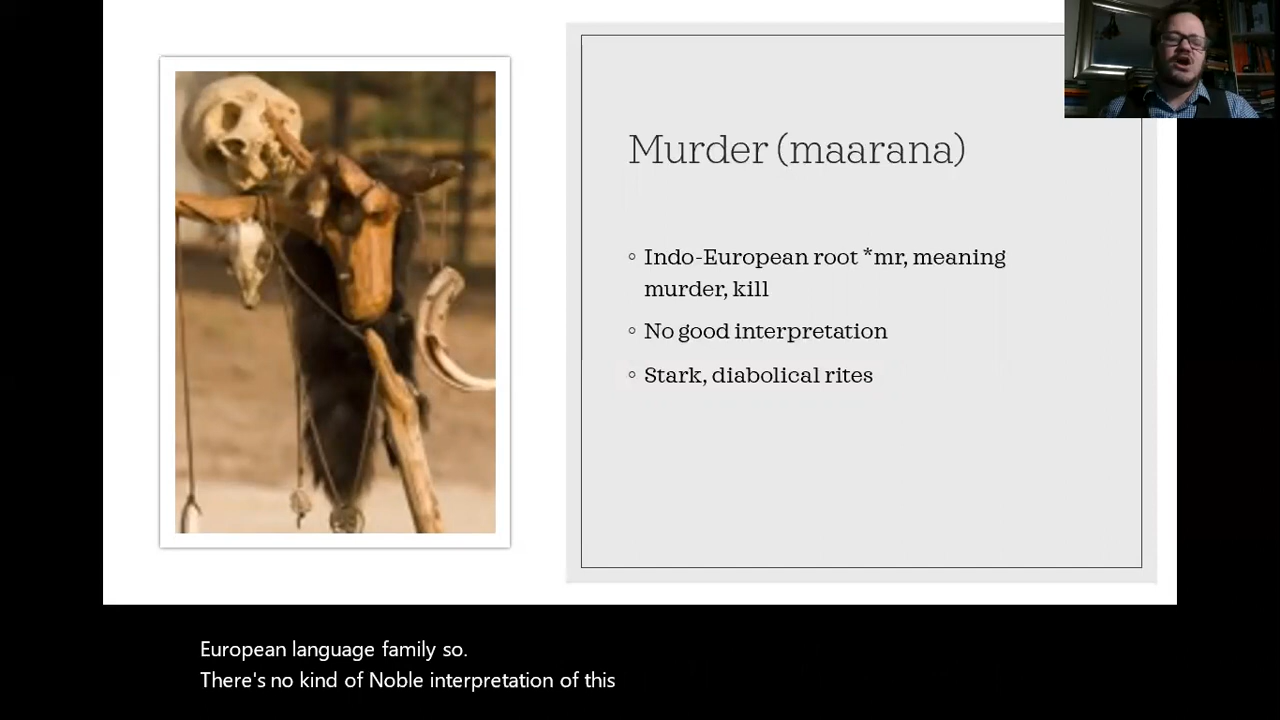 Murder (maarana)
◦ Indo-European root *mr, meaning
murder, kill
◦ No good interpretation
◦ Stark, diabolical rites
European language family so.
There's no kind of Noble interpretation of this